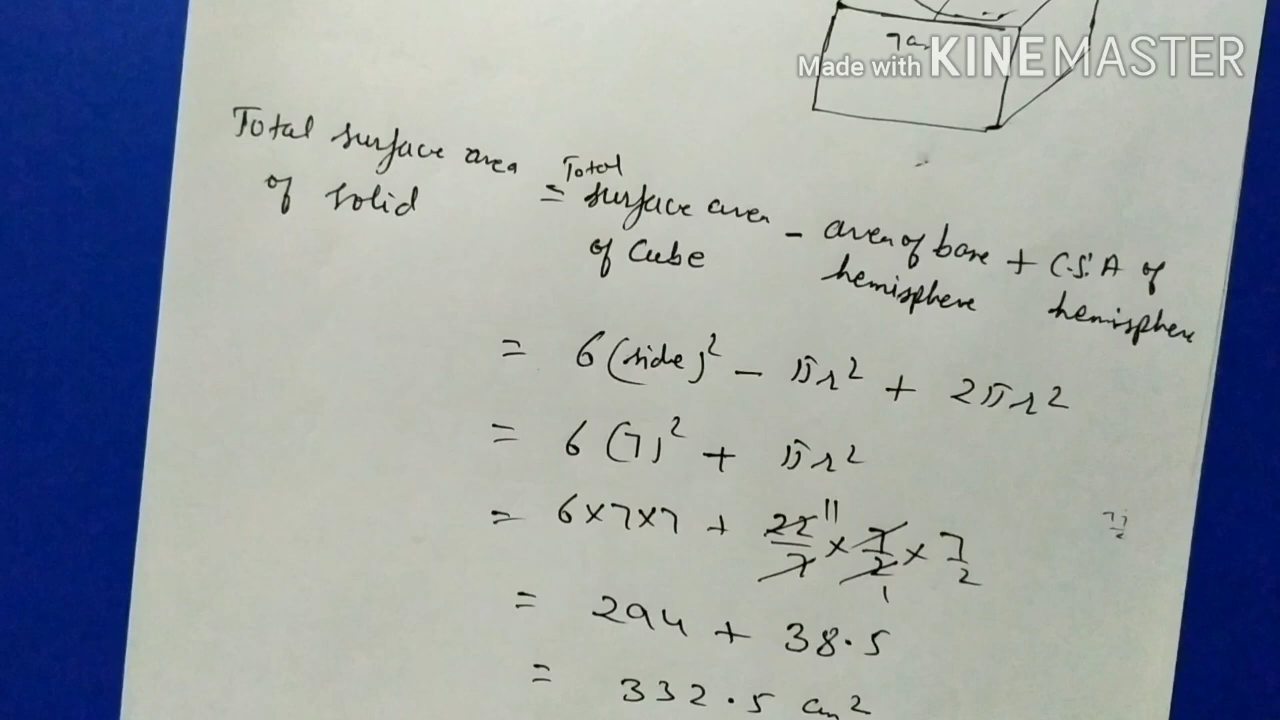 7cm
Made with KINEMASTER
Total surface area of solid = Total surface area of Cube - area of base hemisphere + C.S.A of hemisphere
= 6(side)² - πr² + 2πr²
= 6(7)² + πr²
= 6×7×7 + 22/7 11 × 7/2 1 × 7/2
= 294 + 38.5
= 332.5 cm²